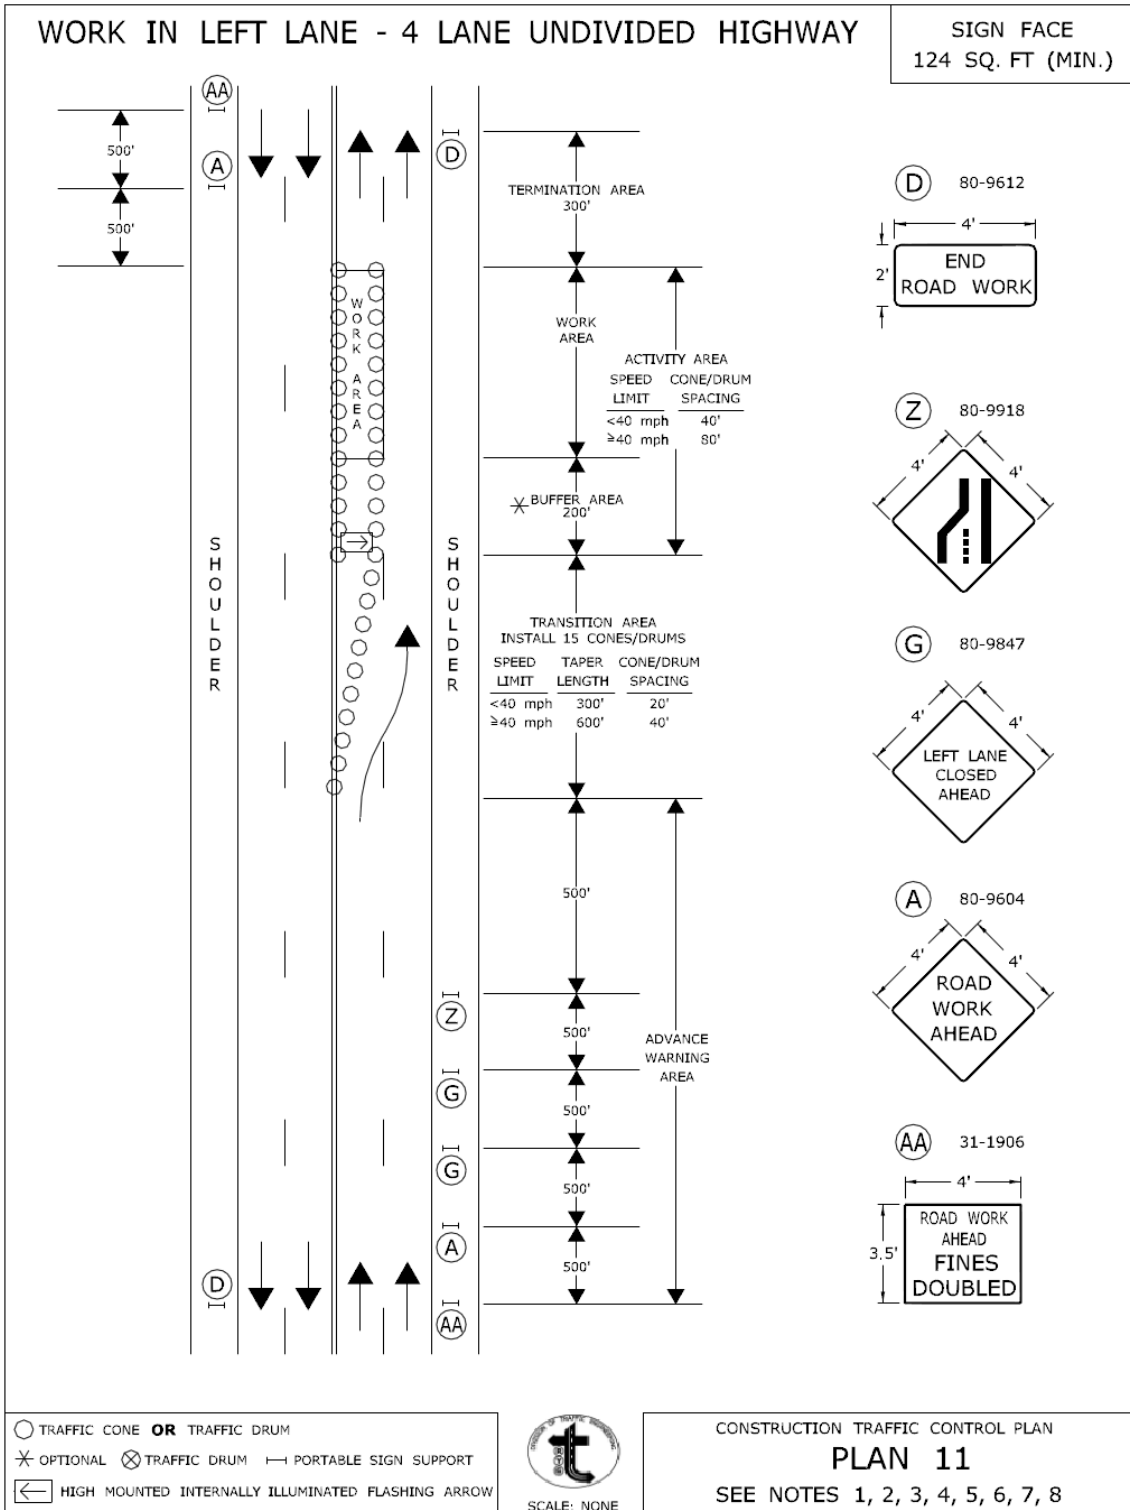 WORK IN LEFT LANE - 4 LANE UNDIVIDED HIGHWAY
SIGN FACE
124 SQ. FT (MIN.)
AA
500'
A
500'
D
TERMINATION AREA
300'
WORK AREA
WORK
AREA
ACTIVITY AREA
SPEED CONE/DRUM
LIMIT SPACING
<40 mph 40'
≥40 mph 80'
BUFFER AREA
200'
SHOULDER
SHOULDER
TRANSITION AREA
INSTALL 15 CONES/DRUMS
SPEED TAPER CONE/DRUM
LIMIT LENGTH SPACING
<40 mph 300' 20'
≥40 mph 600' 40'
500'
Z
500'
ADVANCE
WARNING
AREA
G
500'
G
500'
A
500'
D
AA
D 80-9612
4'
2'
END
ROAD WORK
Z 80-9918
4' 4'
G 80-9847
4' 4'
LEFT LANE
CLOSED
AHEAD
A 80-9604
4' 4'
ROAD
WORK
AHEAD
AA 31-1906
4'
3.5'
ROAD WORK
AHEAD
FINES
DOUBLED
TRAFFIC CONE OR TRAFFIC DRUM
OPTIONAL TRAFFIC DRUM PORTABLE SIGN SUPPORT
HIGH MOUNTED INTERNALLY ILLUMINATED FLASHING ARROW
DIVISION OF TRAFFIC ENGINEERING
SCALE: NONE
CONSTRUCTION TRAFFIC CONTROL PLAN
PLAN 11
SEE NOTES 1, 2, 3, 4, 5, 6, 7, 8